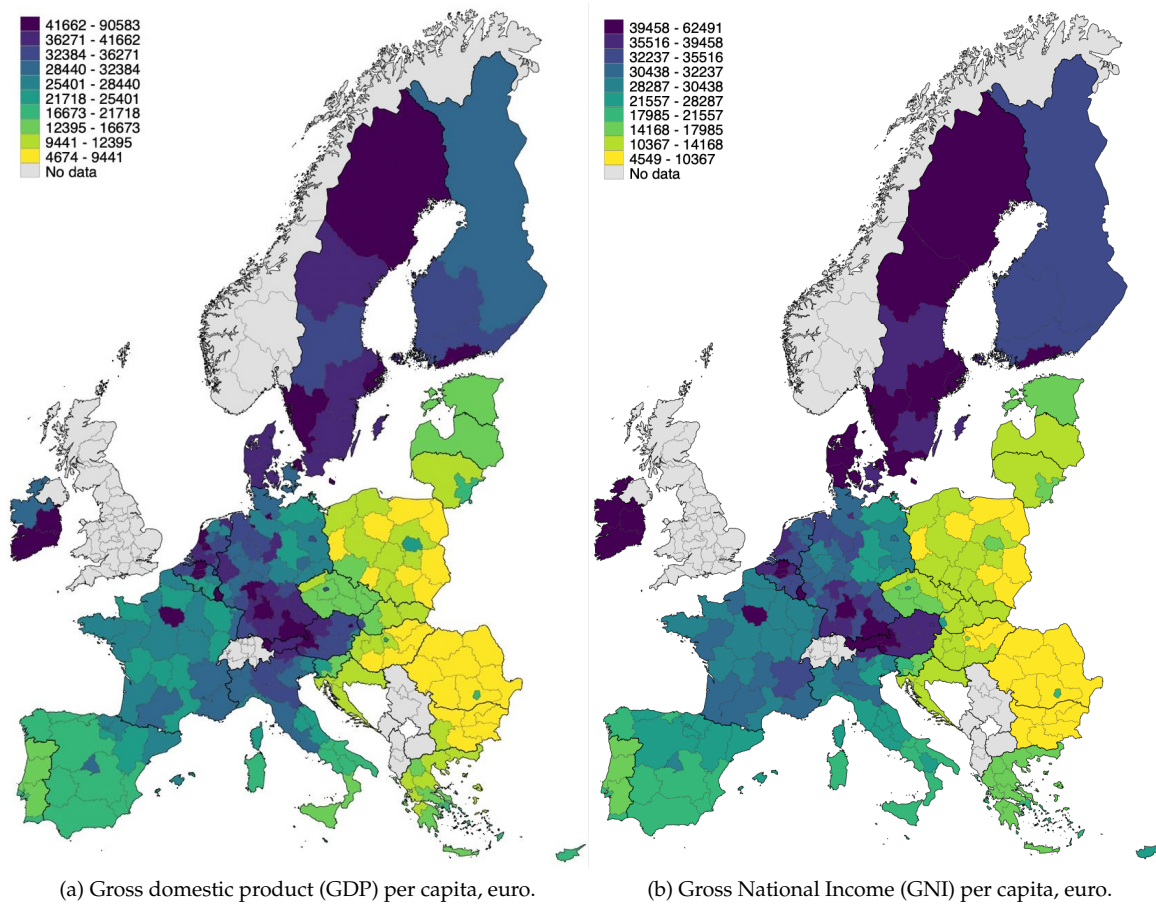 41662 - 90583
36271 - 41662
32384 - 36271
28440 - 32384
25401 - 28440
21718 - 25401
16673 - 21718
12395 - 16673
9441 - 12395
4674 - 9441
No data
39458 - 62491
35516 - 39458
32237 - 35516
30438 - 32237
28287 - 30438
21557 - 28287
17985 - 21557
14168 - 17985
10367 - 14168
4549 - 10367
No data
(a) Gross domestic product (GDP) per capita, euro.
(b) Gross National Income (GNI) per capita, euro.